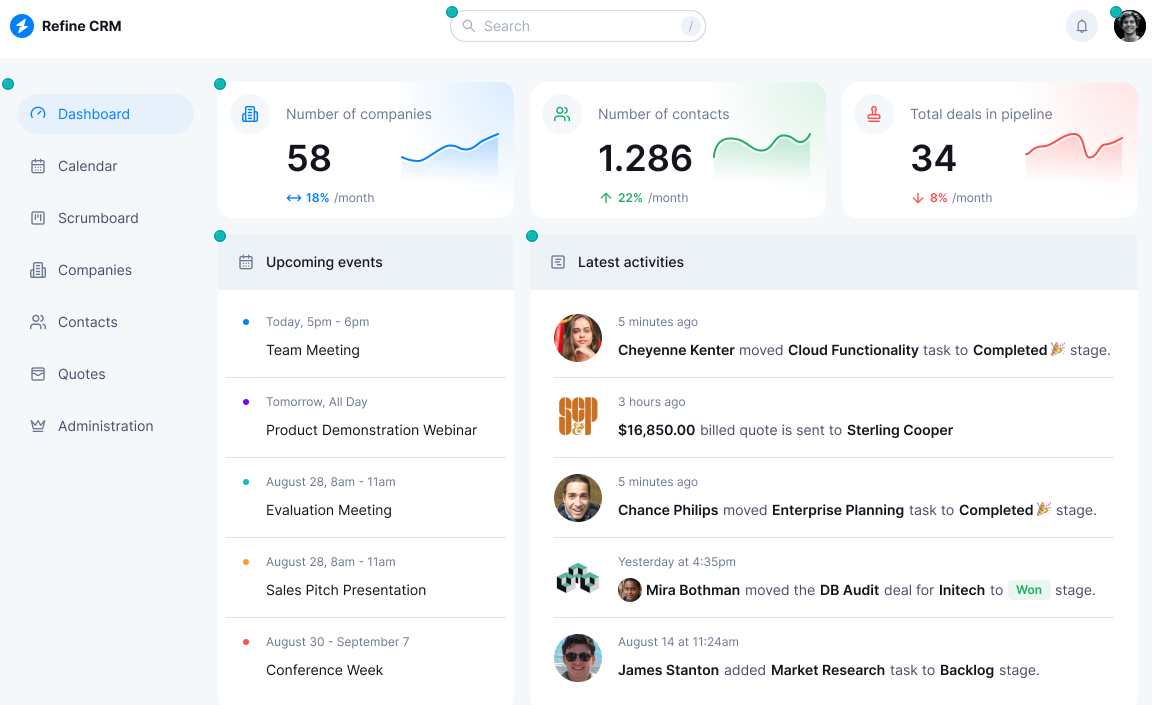 Refine CRM
Search
/
Dashboard
Calendar
Scrumboard
Companies
Contacts
Quotes
Administration
Number of companies
58
18% /month
Number of contacts
1.286
22% /month
Total deals in pipeline
34
8% /month
Upcoming events
Today, 5pm - 6pm
Team Meeting
Tomorrow, All Day
Product Demonstration Webinar
August 28, 8am - 11am
Evaluation Meeting
August 28, 8am - 11am
Sales Pitch Presentation
August 30 - September 7
Conference Week
Latest activities
5 minutes ago
Cheyenne Kenter moved Cloud Functionality task to Completed🎉 stage.
SC&P
3 hours ago
$16,850.00 billed quote is sent to Sterling Cooper
5 minutes ago
Chance Philips moved Enterprise Planning task to Completed🎉 stage.
Yesterday at 4:35pm
Mira Bothman moved the DB Audit deal for Initech to Won stage.
August 14 at 11:24am
James Stanton added Market Research task to Backlog stage.